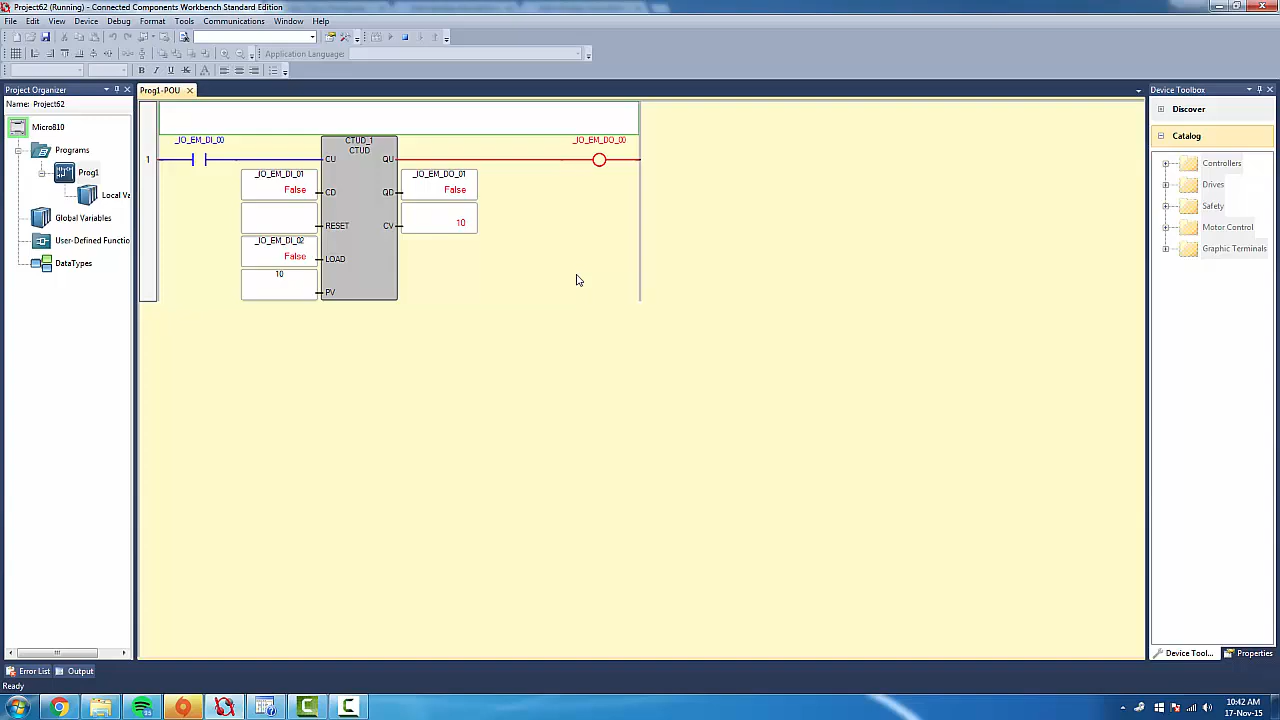 Project62 (Running) - Connected Components Workbench Standard Edition
File Edit View Debug Device Format Tools Communications Window Help
Application Language:
Project Organizer
Name: Project62
Micro810
Programs
Prog1
Local Va
Global Variables
User-Defined Functio
DataTypes
Prog1-POU
1
_IO_EM_DI_00
CTUD_1
CTUD
_IO_EM_DO_00
CU
QU
_IO_EM_DI_01
False
CD
QD
_IO_EM_DO_01
False
RESET
CV
10
_IO_EM_DI_02
False
LOAD
10
PV
Device Toolbox
Discover
Catalog
Controllers
Drives
Safety
Motor Control
Graphic Terminals
Device Tool...
Properties
Error List
Output
Ready
10:42 AM
17-Nov-15